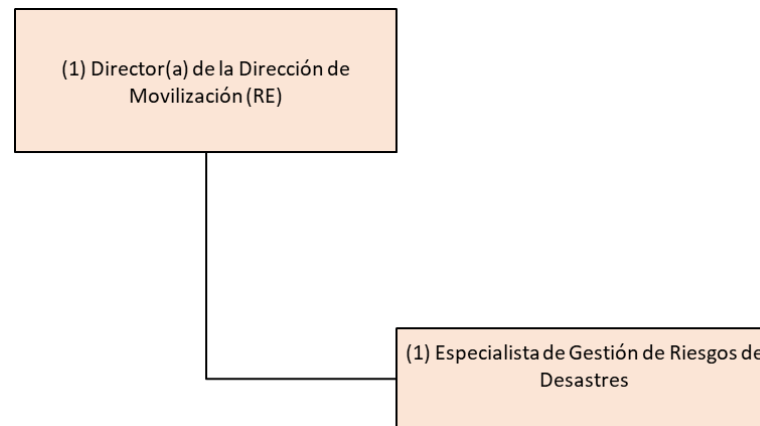 (1) Director(a) de la Dirección de
Movilización (RE)
(1) Especialista de Gestión de Riesgos de
Desastres